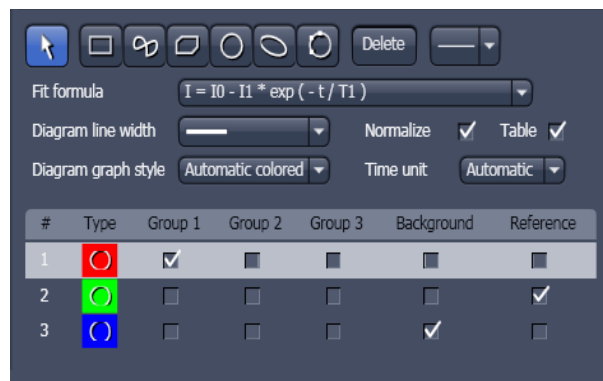 Delete
Fit formula I = I0 - I1 * exp ( - t / T1 )
Diagram line width Normalize Table
Diagram graph style Automatic colored Time unit Automatic
# Type Group 1 Group 2 Group 3 Background Reference
1
2
3